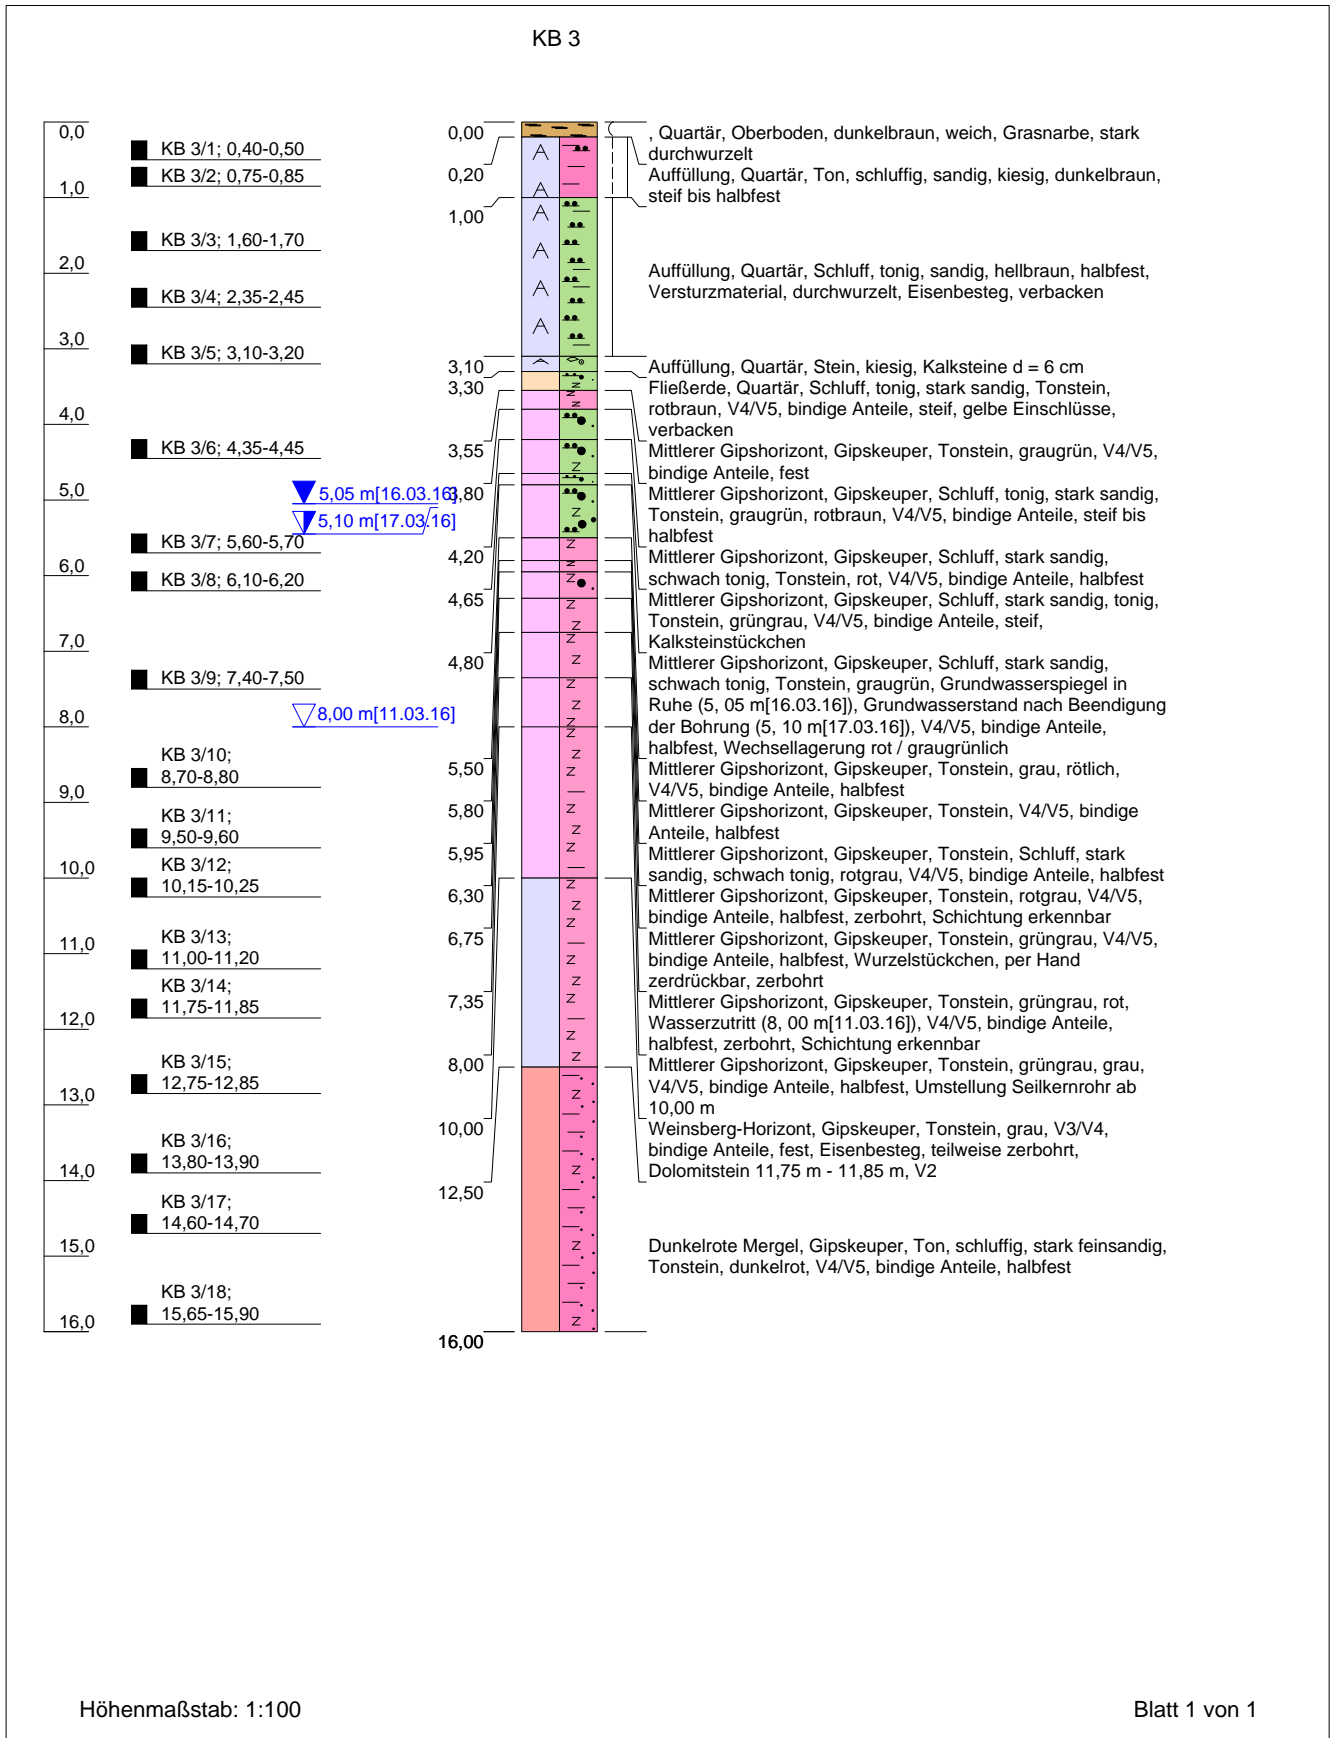 KB 3
0,0
1,0
2,0
3,0
4,0
5,0
6,0
7,0
8,0
9,0
10,0
11,0
12,0
13,0
14,0
15,0
16,0
KB 3/1; 0,40-0,50
KB 3/2; 0,75-0,85
KB 3/3; 1,60-1,70
KB 3/4; 2,35-2,45
KB 3/5; 3,10-3,20
KB 3/6; 4,35-4,45
KB 3/7; 5,60-5,70
KB 3/8; 6,10-6,20
KB 3/9; 7,40-7,50
KB 3/10;
8,70-8,80
KB 3/11;
9,50-9,60
KB 3/12;
10,15-10,25
KB 3/13;
11,00-11,20
KB 3/14;
11,75-11,85
KB 3/15;
12,75-12,85
KB 3/16;
13,80-13,90
KB 3/17;
14,60-14,70
KB 3/18;
15,65-15,90
5,05 m[16.03.16]
5,10 m[17.03.16]
8,00 m[11.03.16]
0,00
0,20
1,00
3,10
3,30
3,55
3,80
4,20
4,65
4,80
5,50
5,80
5,95
6,30
6,75
7,35
8,00
10,00
12,50
16,00
, Quartär, Oberboden, dunkelbraun, weich, Grasnarbe, stark
durchwurzelt
Auffüllung, Quartär, Ton, schluffig, sandig, kiesig, dunkelbraun,
steif bis halbfest
Auffüllung, Quartär, Schluff, tonig, sandig, hellbraun, halbfest,
Versturzmaterial, durchwurzelt, Eisenbesteg, verbacken
Auffüllung, Quartär, Stein, kiesig, Kalksteine d = 6 cm
Fließerde, Quartär, Schluff, tonig, stark sandig, Tonstein,
rotbraun, V4/V5, bindige Anteile, steif, gelbe Einschlüsse,
verbacken
Mittlerer Gipshorizont, Gipskeuper, Tonstein, graugrün, V4/V5,
bindige Anteile, fest
Mittlerer Gipshorizont, Gipskeuper, Schluff, tonig, stark sandig,
Tonstein, graugrün, rotbraun, V4/V5, bindige Anteile, steif bis
halbfest
Mittlerer Gipshorizont, Gipskeuper, Schluff, stark sandig,
schwach tonig, Tonstein, rot, V4/V5, bindige Anteile, halbfest
Mittlerer Gipshorizont, Gipskeuper, Schluff, stark sandig, tonig,
Tonstein, grüngrau, V4/V5, bindige Anteile, steif,
Kalksteinstückchen
Mittlerer Gipshorizont, Gipskeuper, Schluff, stark sandig,
schwach tonig, Tonstein, graugrün, Grundwasserspiegel in
Ruhe (5, 05 m[16.03.16]), Grundwasserstand nach Beendigung
der Bohrung (5, 10 m[17.03.16]), V4/V5, bindige Anteile,
halbfest, Wechsellagerung rot / graugrünlich
Mittlerer Gipshorizont, Gipskeuper, Tonstein, grau, rötlich,
V4/V5, bindige Anteile, halbfest
Mittlerer Gipshorizont, Gipskeuper, Tonstein, V4/V5, bindige
Anteile, halbfest
Mittlerer Gipshorizont, Gipskeuper, Tonstein, Schluff, stark
sandig, schwach tonig, rotgrau, V4/V5, bindige Anteile, halbfest
Mittlerer Gipshorizont, Gipskeuper, Tonstein, rotgrau, V4/V5,
bindige Anteile, halbfest, zerbohrt, Schichtung erkennbar
Mittlerer Gipshorizont, Gipskeuper, Tonstein, grüngrau, V4/V5,
bindige Anteile, halbfest, Wurzelstückchen, per Hand
zerdrückbar, zerbohrt
Mittlerer Gipshorizont, Gipskeuper, Tonstein, grüngrau, rot,
Wasserzutritt (8, 00 m[11.03.16]), V4/V5, bindige Anteile,
halbfest, zerbohrt, Schichtung erkennbar
Mittlerer Gipshorizont, Gipskeuper, Tonstein, grüngrau, grau,
V4/V5, bindige Anteile, halbfest, Umstellung Seilkernrohr ab
10,00 m
Weinsberg-Horizont, Gipskeuper, Tonstein, grau, V3/V4,
bindige Anteile, fest, Eisenbesteg, teilweise zerbohrt,
Dolomitstein 11,75 m - 11,85 m, V2
Dunkelrote Mergel, Gipskeuper, Ton, schluffig, stark feinsandig,
Tonstein, dunkelrot, V4/V5, bindige Anteile, halbfest
Höhenmaßstab: 1:100
Blatt 1 von 1